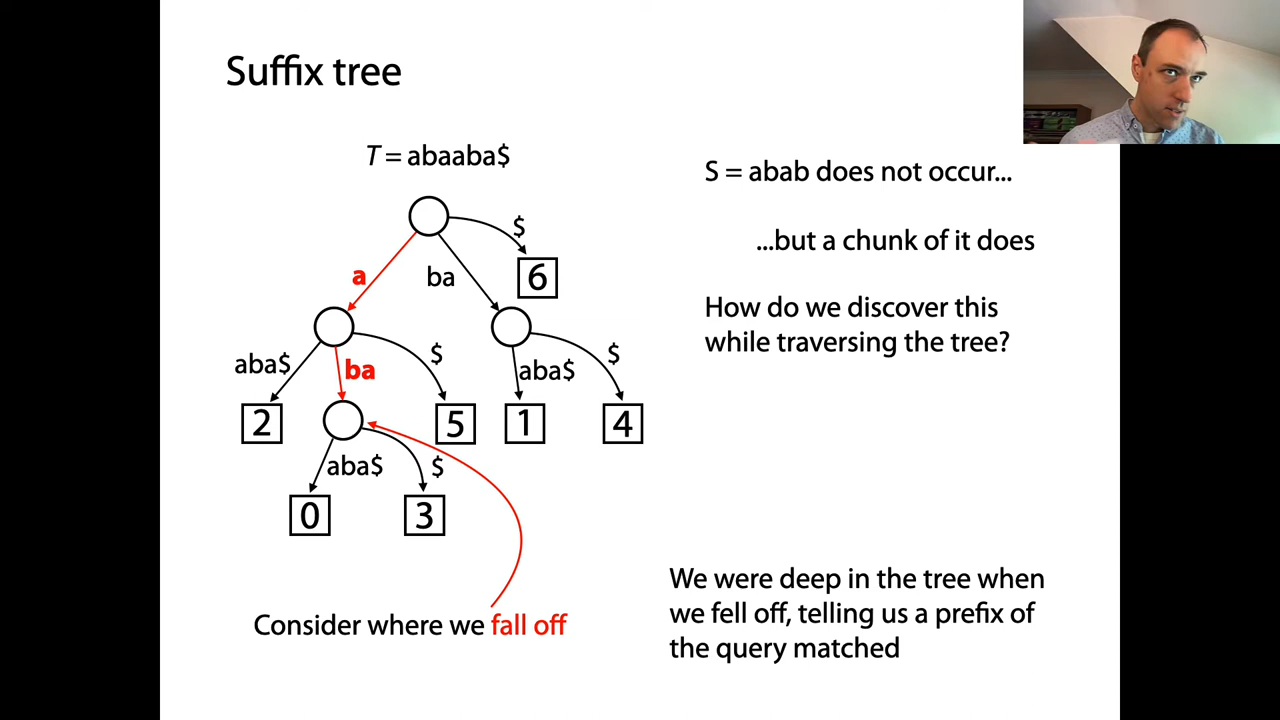 Suffix tree
T = abaaba$
$
a
ba
6
aba$
ba
$
aba$
$
2
5
1
4
aba$
$
0
3
Consider where we fall off
S = abab does not occur...
...but a chunk of it does
How do we discover this
while traversing the tree?
We were deep in the tree when
we fell off, telling us a prefix of
the query matched